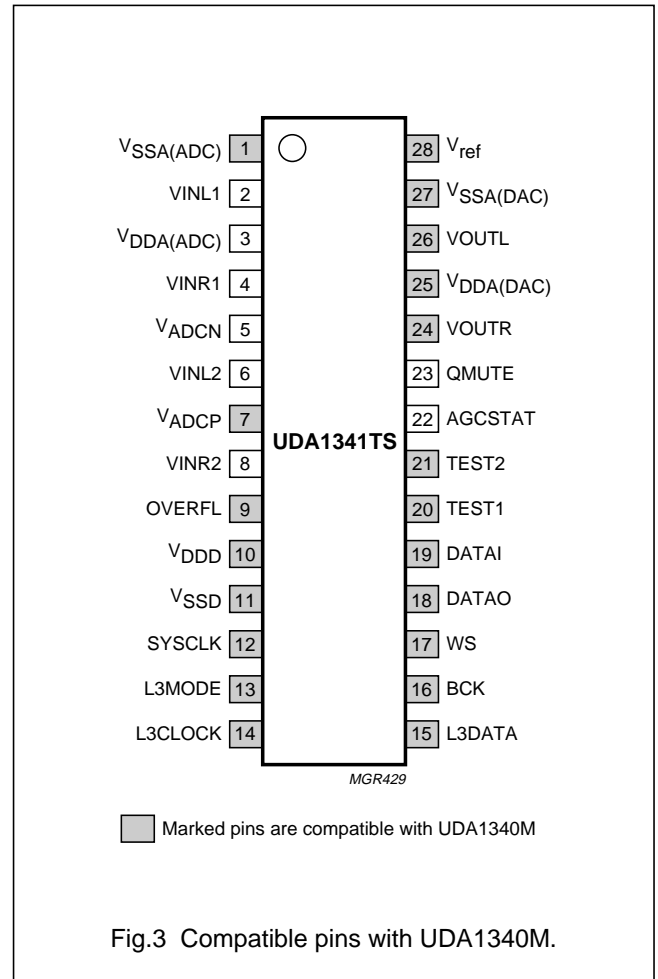 VSSA(ADC) 1
VINL1 2
VDDA(ADC) 3
VINR1 4
VADCN 5
VINL2 6
VADCP 7
VINR2 8
OVERFL 9
VDDD 10
VSSD 11
SYSCLK 12
L3MODE 13
L3CLOCK 14
UDA1341TS
28 Vref
27 VSSA(DAC)
26 VOUTL
25 VDDA(DAC)
24 VOUTR
23 QMUTE
22 AGCSTAT
21 TEST2
20 TEST1
19 DATAI
18 DATAO
17 WS
16 BCK
15 L3DATA
MGR429
Marked pins are compatible with UDA1340M
Fig.3 Compatible pins with UDA1340M.